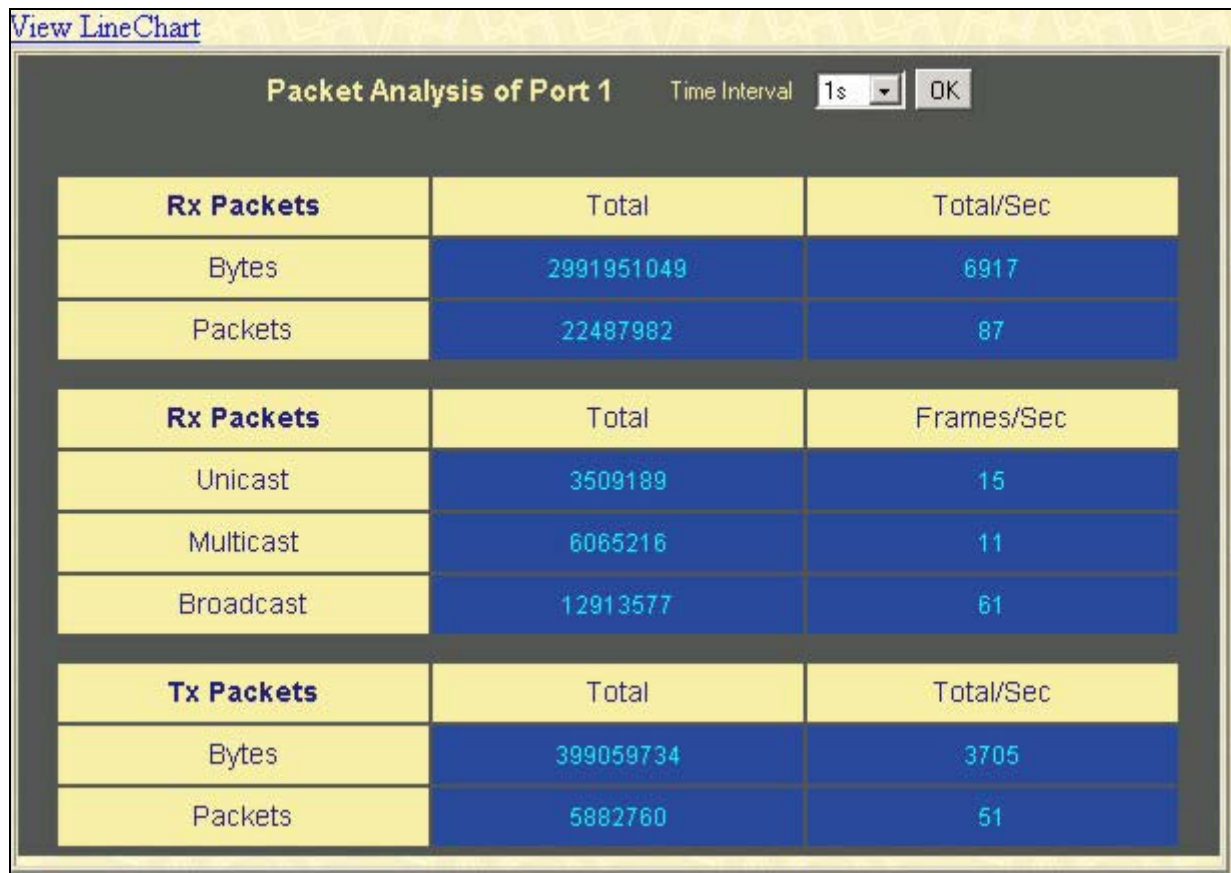 View LineChart
Packet Analysis of Port 1 Time Interval 1s OK
Rx Packets Total Total/Sec
Bytes 2991951049 6917
Packets 22487982 87
Rx Packets Total Frames/Sec
Unicast 3509189 15
Multicast 6065216 11
Broadcast 12913577 61
Tx Packets Total Total/Sec
Bytes 399059734 3705
Packets 5882760 51